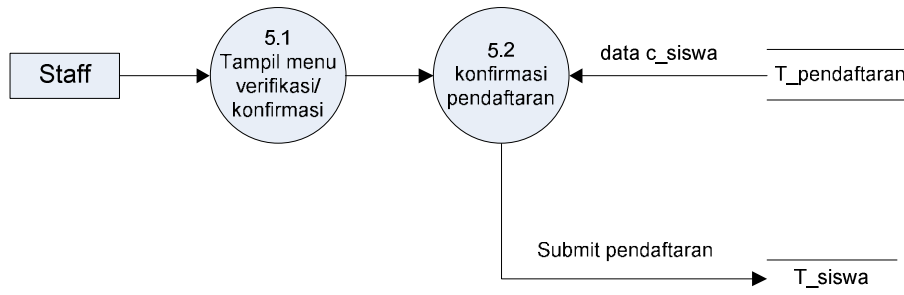 Staff
5.1
Tampil menu
verifikasi/
konfirmasi
5.2
konfirmasi
pendaftaran
data c_siswa
T_pendaftaran
Submit pendaftaran
T_siswa